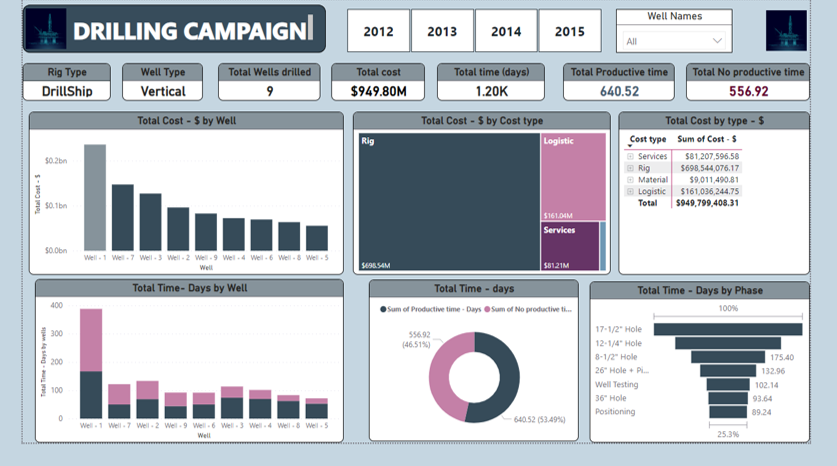 DRILLING CAMPAIGN
2012 2013 2014 2015
Well Names
All
Rig Type
DrillShip
Well Type
Vertical
Total Wells drilled
9
Total cost
$949.80M
Total time (days)
1.20K
Total Productive time
640.52
Total No productive time
556.92
Total Cost - $ by Well
Total Cost - $
$0.2bn
$0.1bn
$0.0bn
Well - 1 Well - 7 Well - 3 Well - 2 Well - 9 Well - 4 Well - 6 Well - 8 Well - 5
Well
Total Cost - $ by Cost type
Rig
$698.54M
Logistic
$161.04M
Services
$81.21M
Total Cost by type - $
Cost type Sum of Cost - $
Services $81,207,596.58
Rig $698,544,076.17
Material $9,011,490.81
Logistic $161,036,244.75
Total $949,799,408.31
Total Time- Days by Well
Total Time - Days by wells
400
300
200
100
0
Well - 1 Well - 7 Well - 2 Well - 9 Well - 6 Well - 3 Well - 4 Well - 8 Well - 5
Well
Total Time - days
Sum of Productive time - Days Sum of No productive ti...
556.92
(46.51%)
640.52 (53.49%)
Total Time - Days by Phase
100%
17-1/2" Hole
12-1/4" Hole
8-1/2" Hole 175.40
26" Hole + Pi... 132.96
Well Testing 102.14
36" Hole 93.64
Positioning 89.24
25.3%